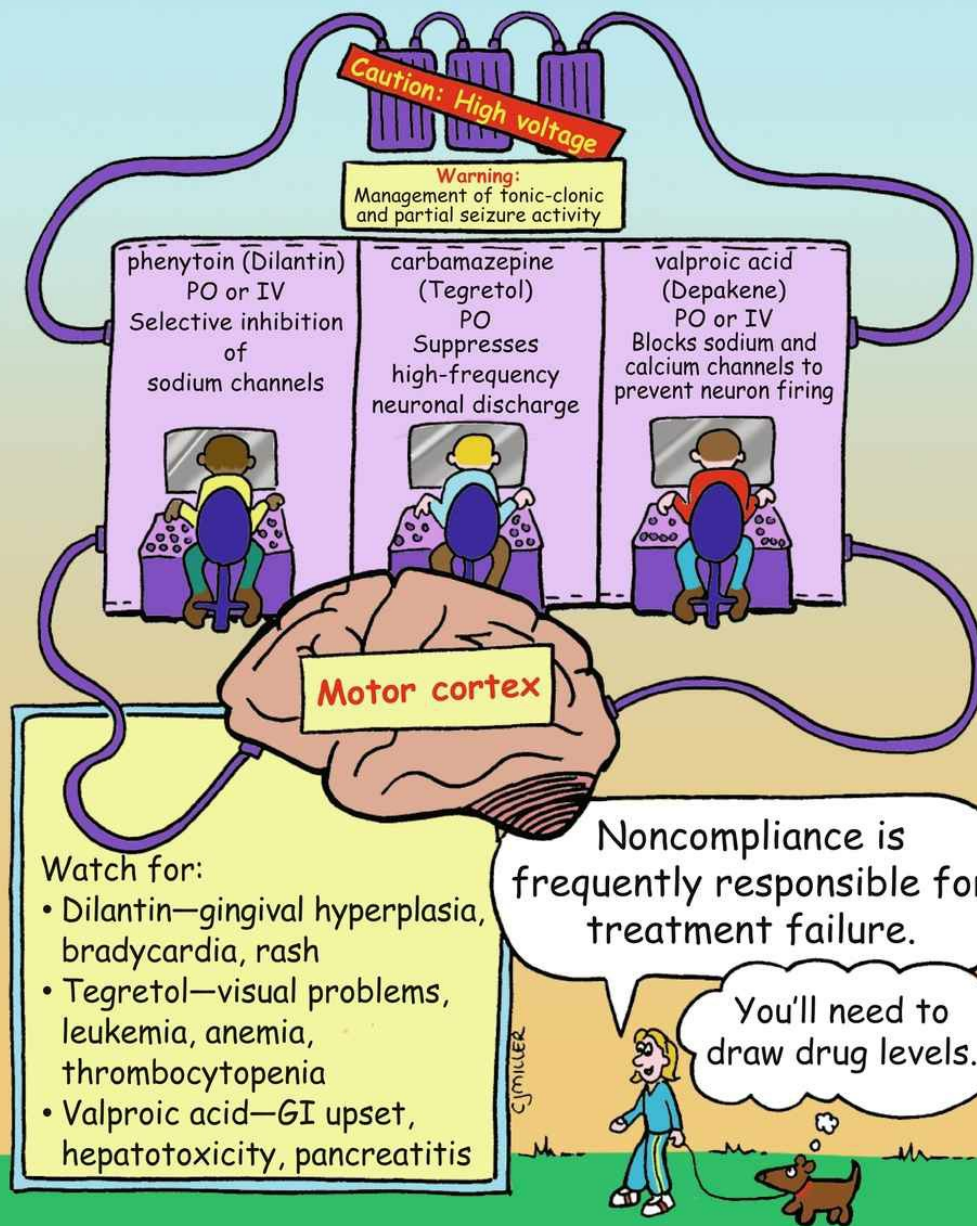 Caution: High voltage
Warning:
Management of tonic-clonic
and partial seizure activity
phenytoin (Dilantin)
PO or IV
Selective inhibition
of
sodium channels
carbamazepine
(Tegretol)
PO
Suppresses
high-frequency
neuronal discharge
valproic acid
(Depakene)
PO or IV
Blocks sodium and
calcium channels to
prevent neuron firing
Motor cortex
Watch for:
• Dilantin—gingival hyperplasia,
bradycardia, rash
• Tegretol—visual problems,
leukemia, anemia,
thrombocytopenia
• Valproic acid—GI upset,
hepatotoxicity, pancreatitis
Noncompliance is
frequently responsible for
treatment failure.
You'll need to
draw drug levels.
CJMILLER